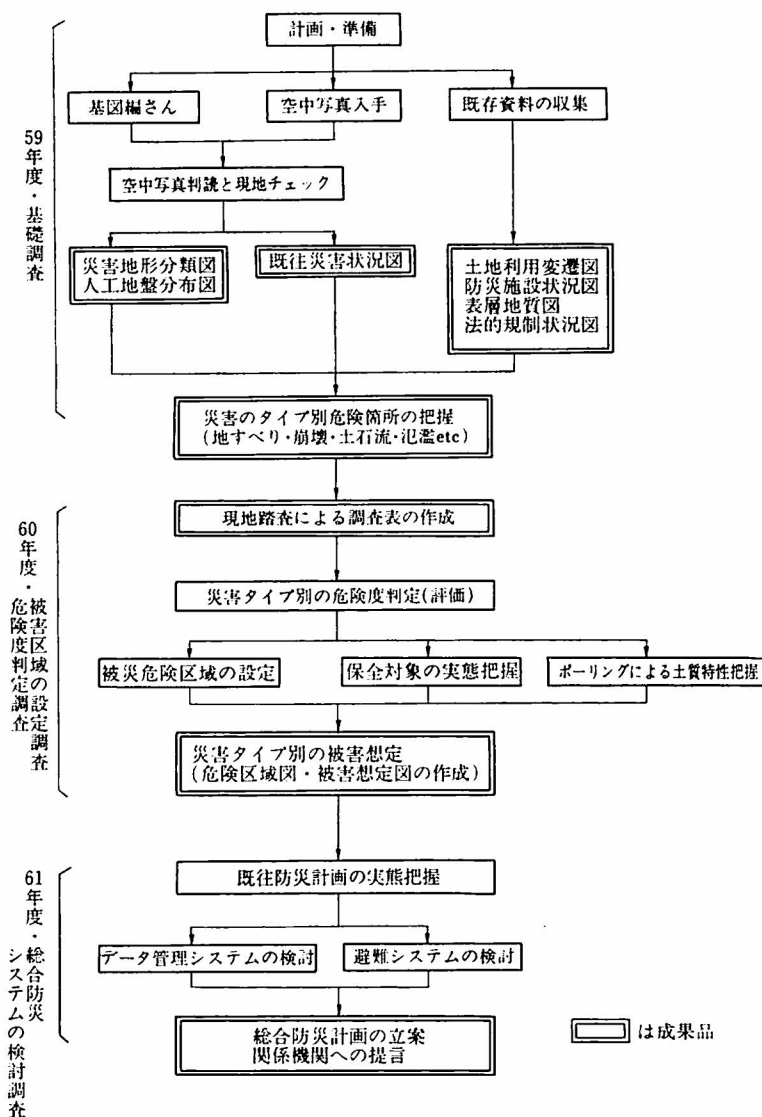 計画・準備
基図編さん
空中写真入手
既存資料の収集
59年度・基礎調査
空中写真判読と現地チェック
災害地形分類図
人工地盤分布図
既往災害状況図
土地利用変遷図
防災施設状況図
表層地質図
法的規制状況図
災害のタイプ別危険箇所の把握
(地すべり・崩壊・土石流・氾濫etc)
現地踏査による調査表の作成
60年度・被害区域の設定調査
危険度判定調査
災害タイプ別の危険度判定(評価)
被災危険区域の設定
保全対象の実態把握
ボーリングによる土質特性把握
災害タイプ別の被害想定
(危険区域図・被害想定図の作成)
61年度・総合防災
システムの検討調査
既往防災計画の実態把握
データ管理システムの検討
避難システムの検討
総合防災計画の立案
関係機関への提言
は成果品